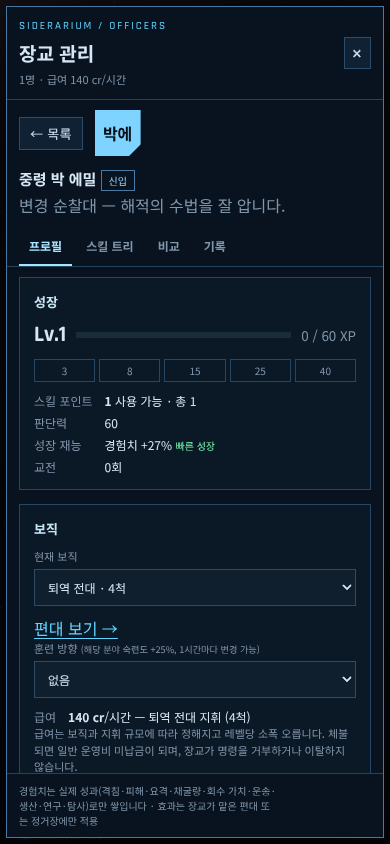 SIDERARIUM / OFFICERS
장교 관리
1명 · 급여 140 cr/시간
×
← 목록
박에
중령 박 에밀 신입
변경 순찰대 — 해적의 수법을 잘 압니다.
프로필 스킬 트리 비교 기록
성장
Lv.1 0 / 60 XP
3 8 15 25 40
스킬 포인트 1 사용 가능 · 총 1
판단력 60
성장 재능 경험치 +27% 빠른 성장
교전 0회
보직
현재 보직
퇴역 전대 · 4척
편대 보기 →
훈련 방향 (해당 분야 숙련도 +25%, 1시간마다 변경 가능)
없음
급여 140 cr/시간 — 퇴역 전대 지휘 (4척)
급여는 보직과 지휘 규모에 따라 정해지고 레벨당 소폭 오릅니다. 체불
되면 일반 운영비 미납금이 되며, 장교가 명령을 거부하거나 이탈하지
않습니다.
경험치는 실제 성과(격침·피해·요격·채굴량·회수 가치·운송·
생산·연구·탐사)로만 쌓입니다 · 효과는 장교가 맡은 편대 또
는 정거장에만 적용